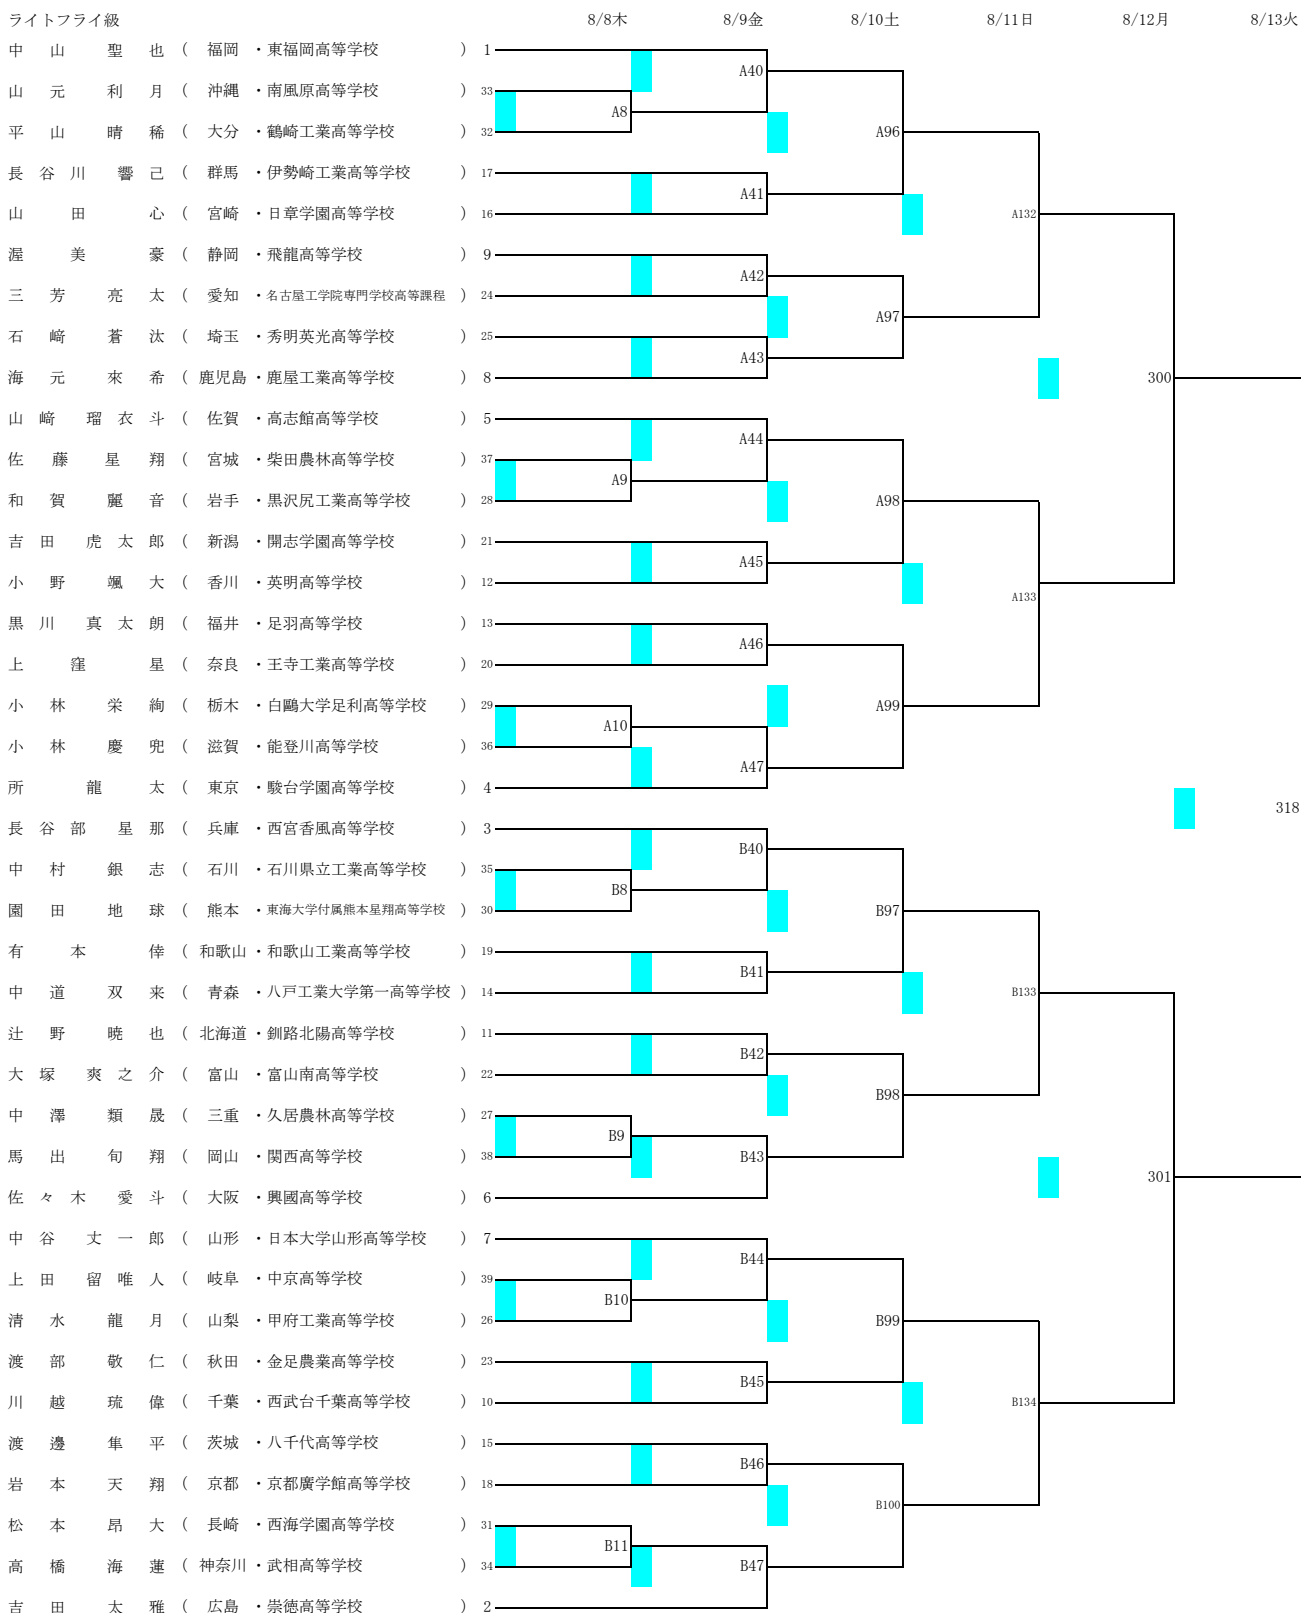 ライトフライ級 8/8木 8/9金 8/10土 8/11日 8/12月 8/13火
中山 聖也 ( 福岡 ・東福岡高等学校 ) 1
A40
山元 利月 ( 沖縄 ・南風原高等学校 ) 33
A8
平山 晴稀 ( 大分 ・鶴崎工業高等学校 ) 32 A96
長谷川 響己 ( 群馬 ・伊勢崎工業高等学校 ) 17
A41
山田 心 ( 宮崎 ・日章学園高等学校 ) 16 A132
渥美 豪 ( 静岡 ・飛龍高等学校 ) 9
A42
三芳 亮太 ( 愛知 ・名古屋工学院専門学校高等課程 ) 24
A97
石﨑 蒼汰 ( 埼玉 ・秀明英光高等学校 ) 25
A43
海元 來希 ( 鹿児島 ・鹿屋工業高等学校 ) 8 300
山﨑 瑠衣斗 ( 佐賀 ・高志館高等学校 ) 5
A44
佐藤 星翔 ( 宮城 ・柴田農林高等学校 ) 37
A9
和賀 麗音 ( 岩手 ・黒沢尻工業高等学校 ) 28 A98
吉田 虎太郎 ( 新潟 ・開志学園高等学校 ) 21
A45
小野 颯大 ( 香川 ・英明高等学校 ) 12
A133
黒川 真太朗 ( 福井 ・足羽高等学校 ) 13
A46
上窪 星 ( 奈良 ・王寺工業高等学校 ) 20
小林 栄絢 ( 栃木 ・白鷗大学足利高等学校 ) 29 A99
A10
小林 慶兜 ( 滋賀 ・能登川高等学校 ) 36
A47
所 龍太 ( 東京 ・駿台学園高等学校 ) 4
318
長谷部 星那 ( 兵庫 ・西宮香風高等学校 ) 3
B40
中村 銀志 ( 石川 ・石川県立工業高等学校 ) 35
B8
園田 地球 ( 熊本 ・東海大学付属熊本星翔高等学校 ) 30 B97
有本 倖 ( 和歌山 ・和歌山工業高等学校 ) 19
B41
中道 双来 ( 青森 ・八戸工業大学第一高等学校 ) 14 B133
辻野 暁也 ( 北海道 ・釧路北陽高等学校 ) 11
B42
大塚 爽之介 ( 富山 ・富山南高等学校 ) 22
B98
中澤 類晟 ( 三重 ・久居農林高等学校 ) 27
B9
馬出 旬翔 ( 岡山 ・関西高等学校 ) 38 B43
301
佐々木 愛斗 ( 大阪 ・興國高等学校 ) 6
中谷 丈一郎 ( 山形 ・日本大学山形高等学校 ) 7
B44
上田 留唯人 ( 岐阜 ・中京高等学校 ) 39
B10
清水 龍月 ( 山梨 ・甲府工業高等学校 ) 26 B99
渡部 敬仁 ( 秋田 ・金足農業高等学校 ) 23
B45
川越 琉偉 ( 千葉 ・西武台千葉高等学校 ) 10 B134
渡邊 隼平 ( 茨城 ・八千代高等学校 ) 15
B46
岩本 天翔 ( 京都 ・京都廣学館高等学校 ) 18
B100
松本 昂大 ( 長崎 ・西海学園高等学校 ) 31
B11
高橋 海蓮 ( 神奈川 ・武相高等学校 ) 34 B47
吉田 太雅 ( 広島 ・崇徳高等学校 ) 2